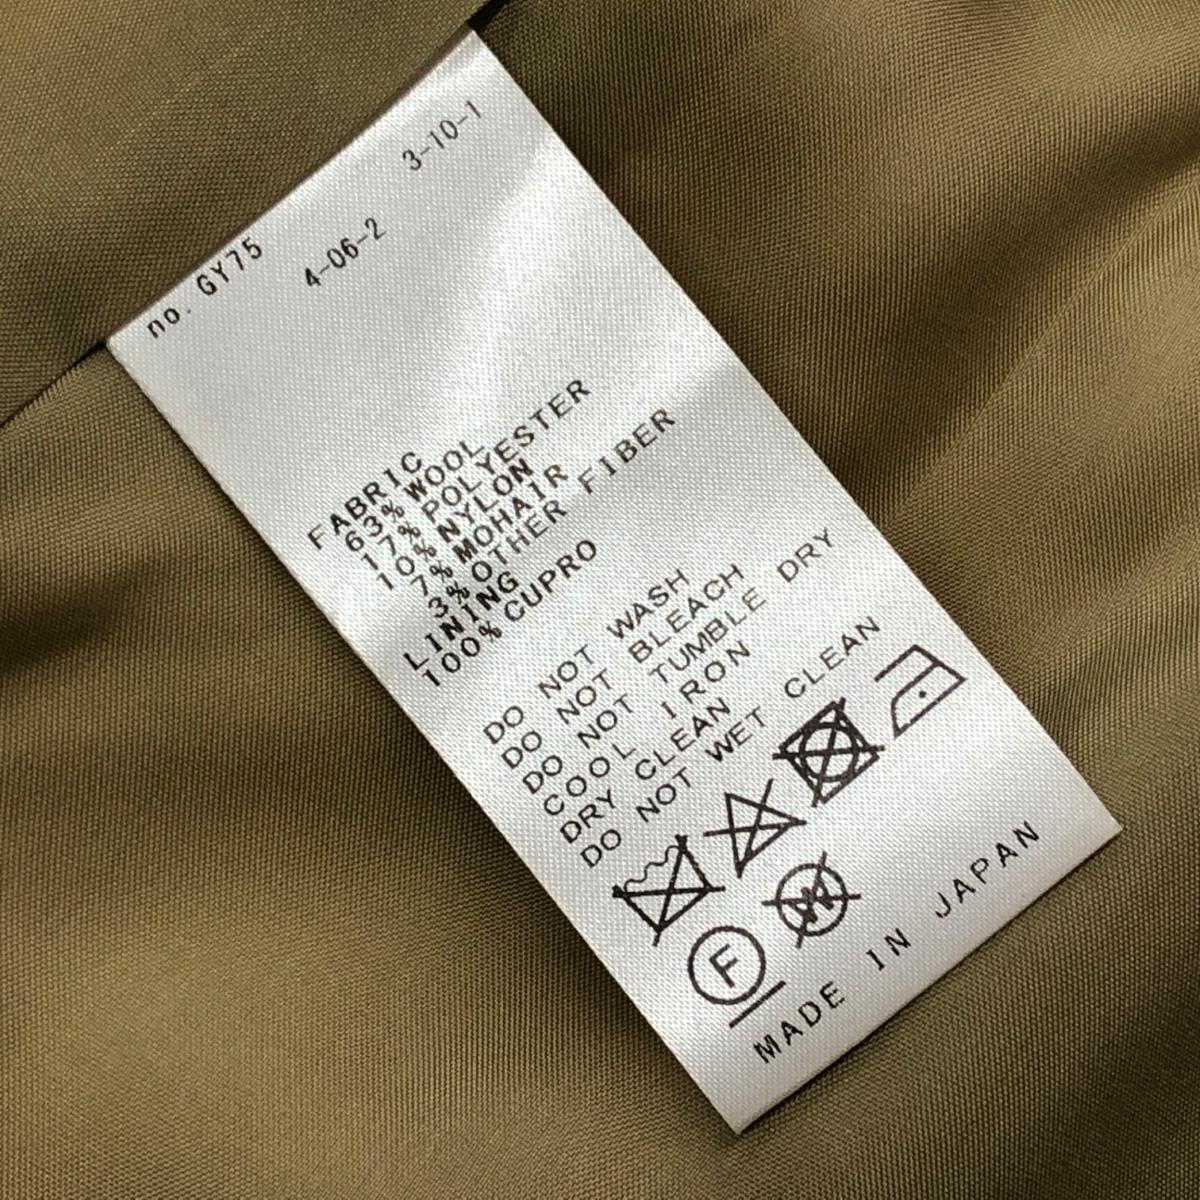 no. GY75
4-06-2
3-10-1
FABRIC
63% WOOL
17% POLYESTER
10% NYLON
7% MOHAIR
3% OTHER FIBER
LINING
100% CUPRO
DO NOT WASH
DO NOT BLEACH
DO NOT TUMBLE DRY
COOL IRON
DRY CLEAN
DO NOT WET CLEAN
F W
MADE IN JAPAN